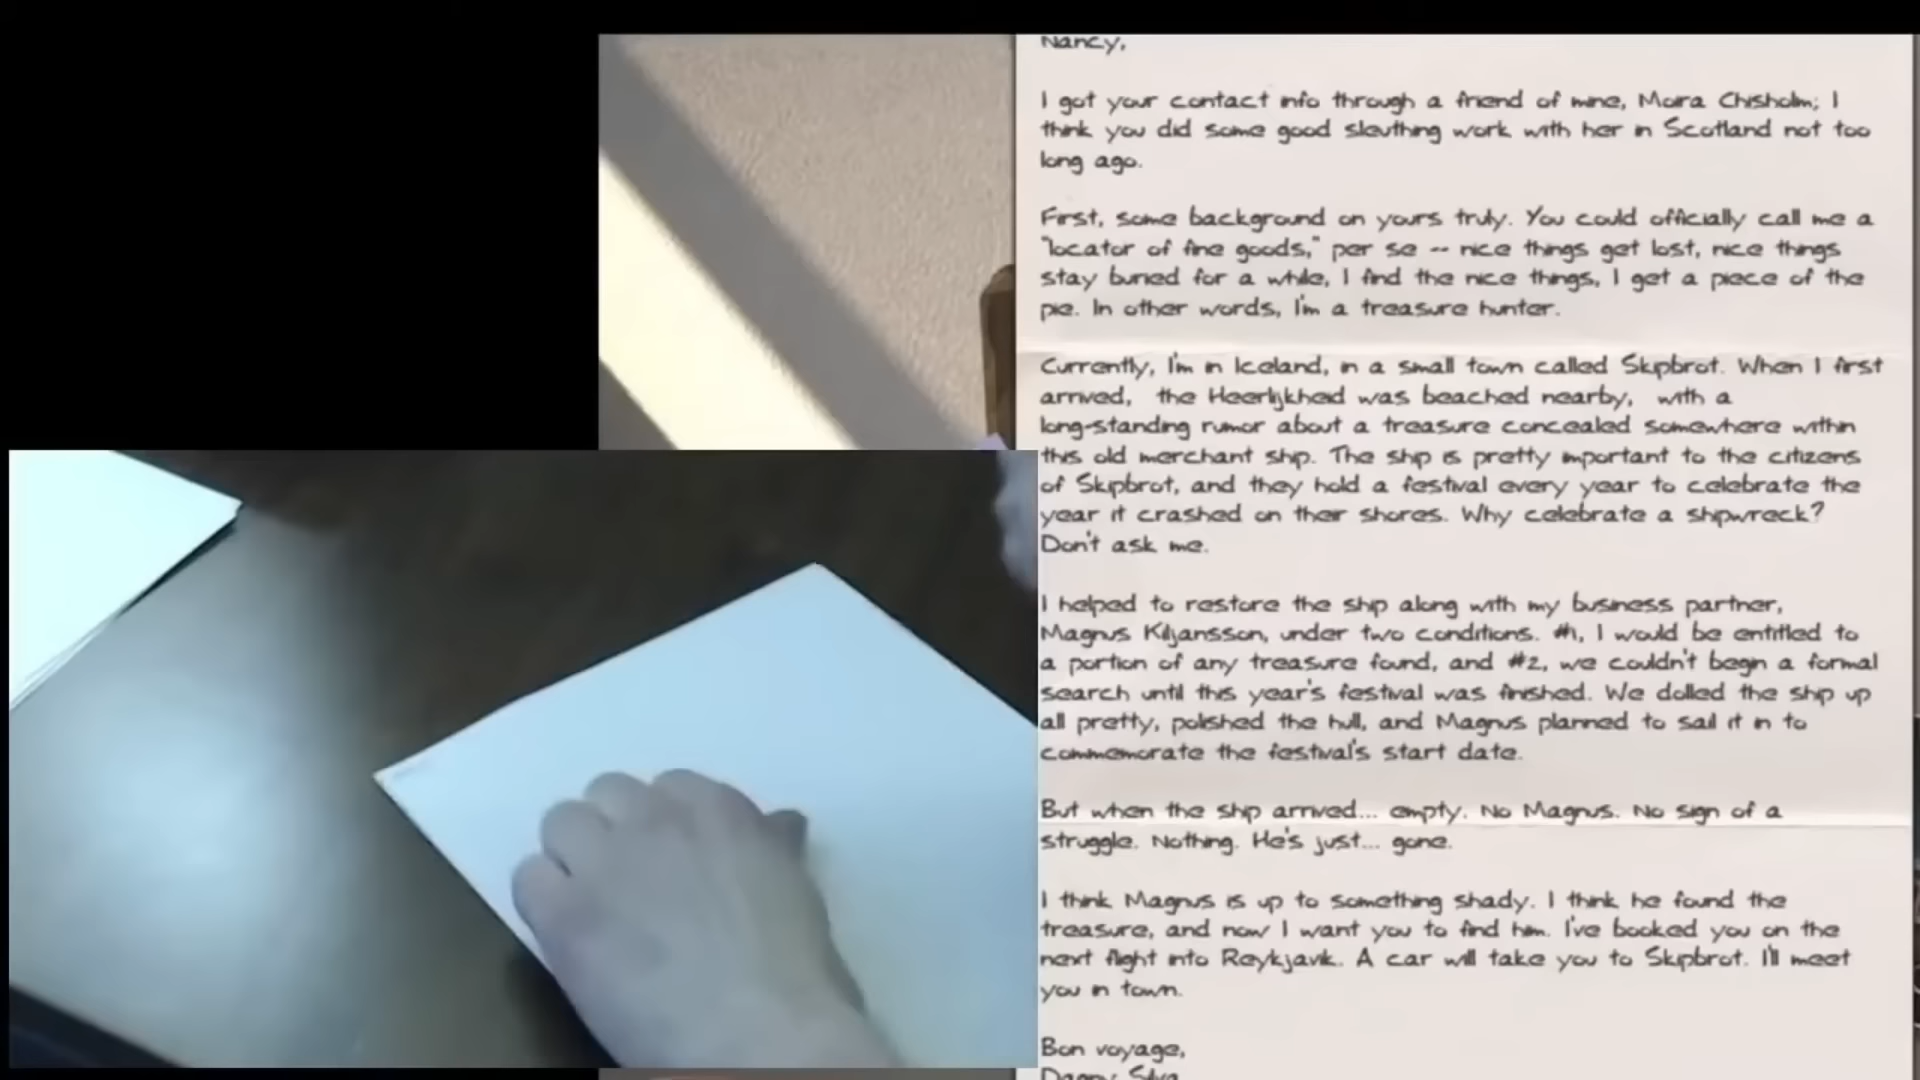 Nancy,
I got your contact info through a friend of mine, Moira Chisholm; I
think you did some good sleuthing work with her in Scotland not too
long ago.
First, some background on yours truly. You could officially call me a
"locator of fine goods," per se -- nice things get lost, nice things
stay buried for a while, I find the nice things, I get a piece of the
pie. In other words, I'm a treasure hunter.
Currently, I'm in Iceland, in a small town called Skipbrot. When I first
arrived, the Heerlijkheid was beached nearby, with a
long-standing rumor about a treasure concealed somewhere within
this old merchant ship. The ship is pretty important to the citizens
of Skipbrot, and they hold a festival every year to celebrate the
year it crashed on their shores. Why celebrate a shipwreck?
Don't ask me.
I helped to restore the ship along with my business partner,
Magnus Kiljansson, under two conditions. #1, I would be entitled to
a portion of any treasure found, and #2, we couldn't begin a formal
search until this year's festival was finished. We dolled the ship up
all pretty, polished the hull, and Magnus planned to sail it in to
commemorate the festival's start date.
But when the ship arrived... empty. No Magnus. No sign of a
struggle. Nothing. He's just... gone.
I think Magnus is up to something shady. I think he found the
treasure, and now I want you to find him. I've booked you on the
next flight into Reykjavik. A car will take you to Skipbrot. I'll meet
you in town.
Bon voyage,
Dagny Silva